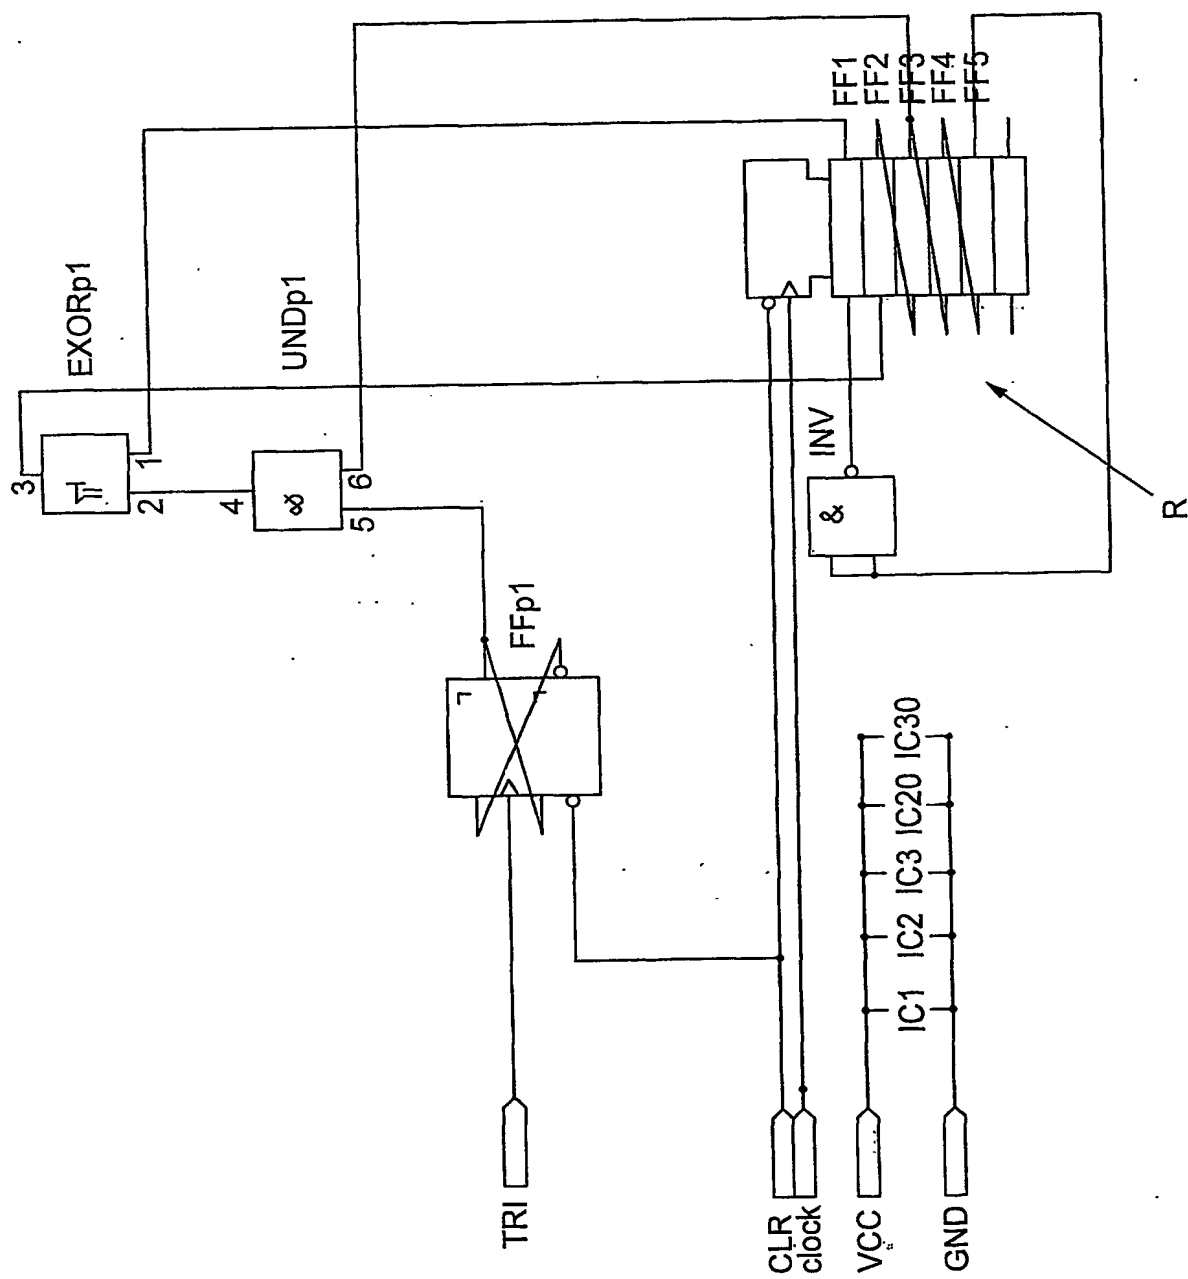 EXORp1
3
=1
1
2
UNDp1
4
&
6
5
FFp1
TRI
FF1
FF2
FF3
FF4
FF5
INV
&
R
CLR
clock
VCC
GND
IC1
IC2
IC3
IC20
IC30